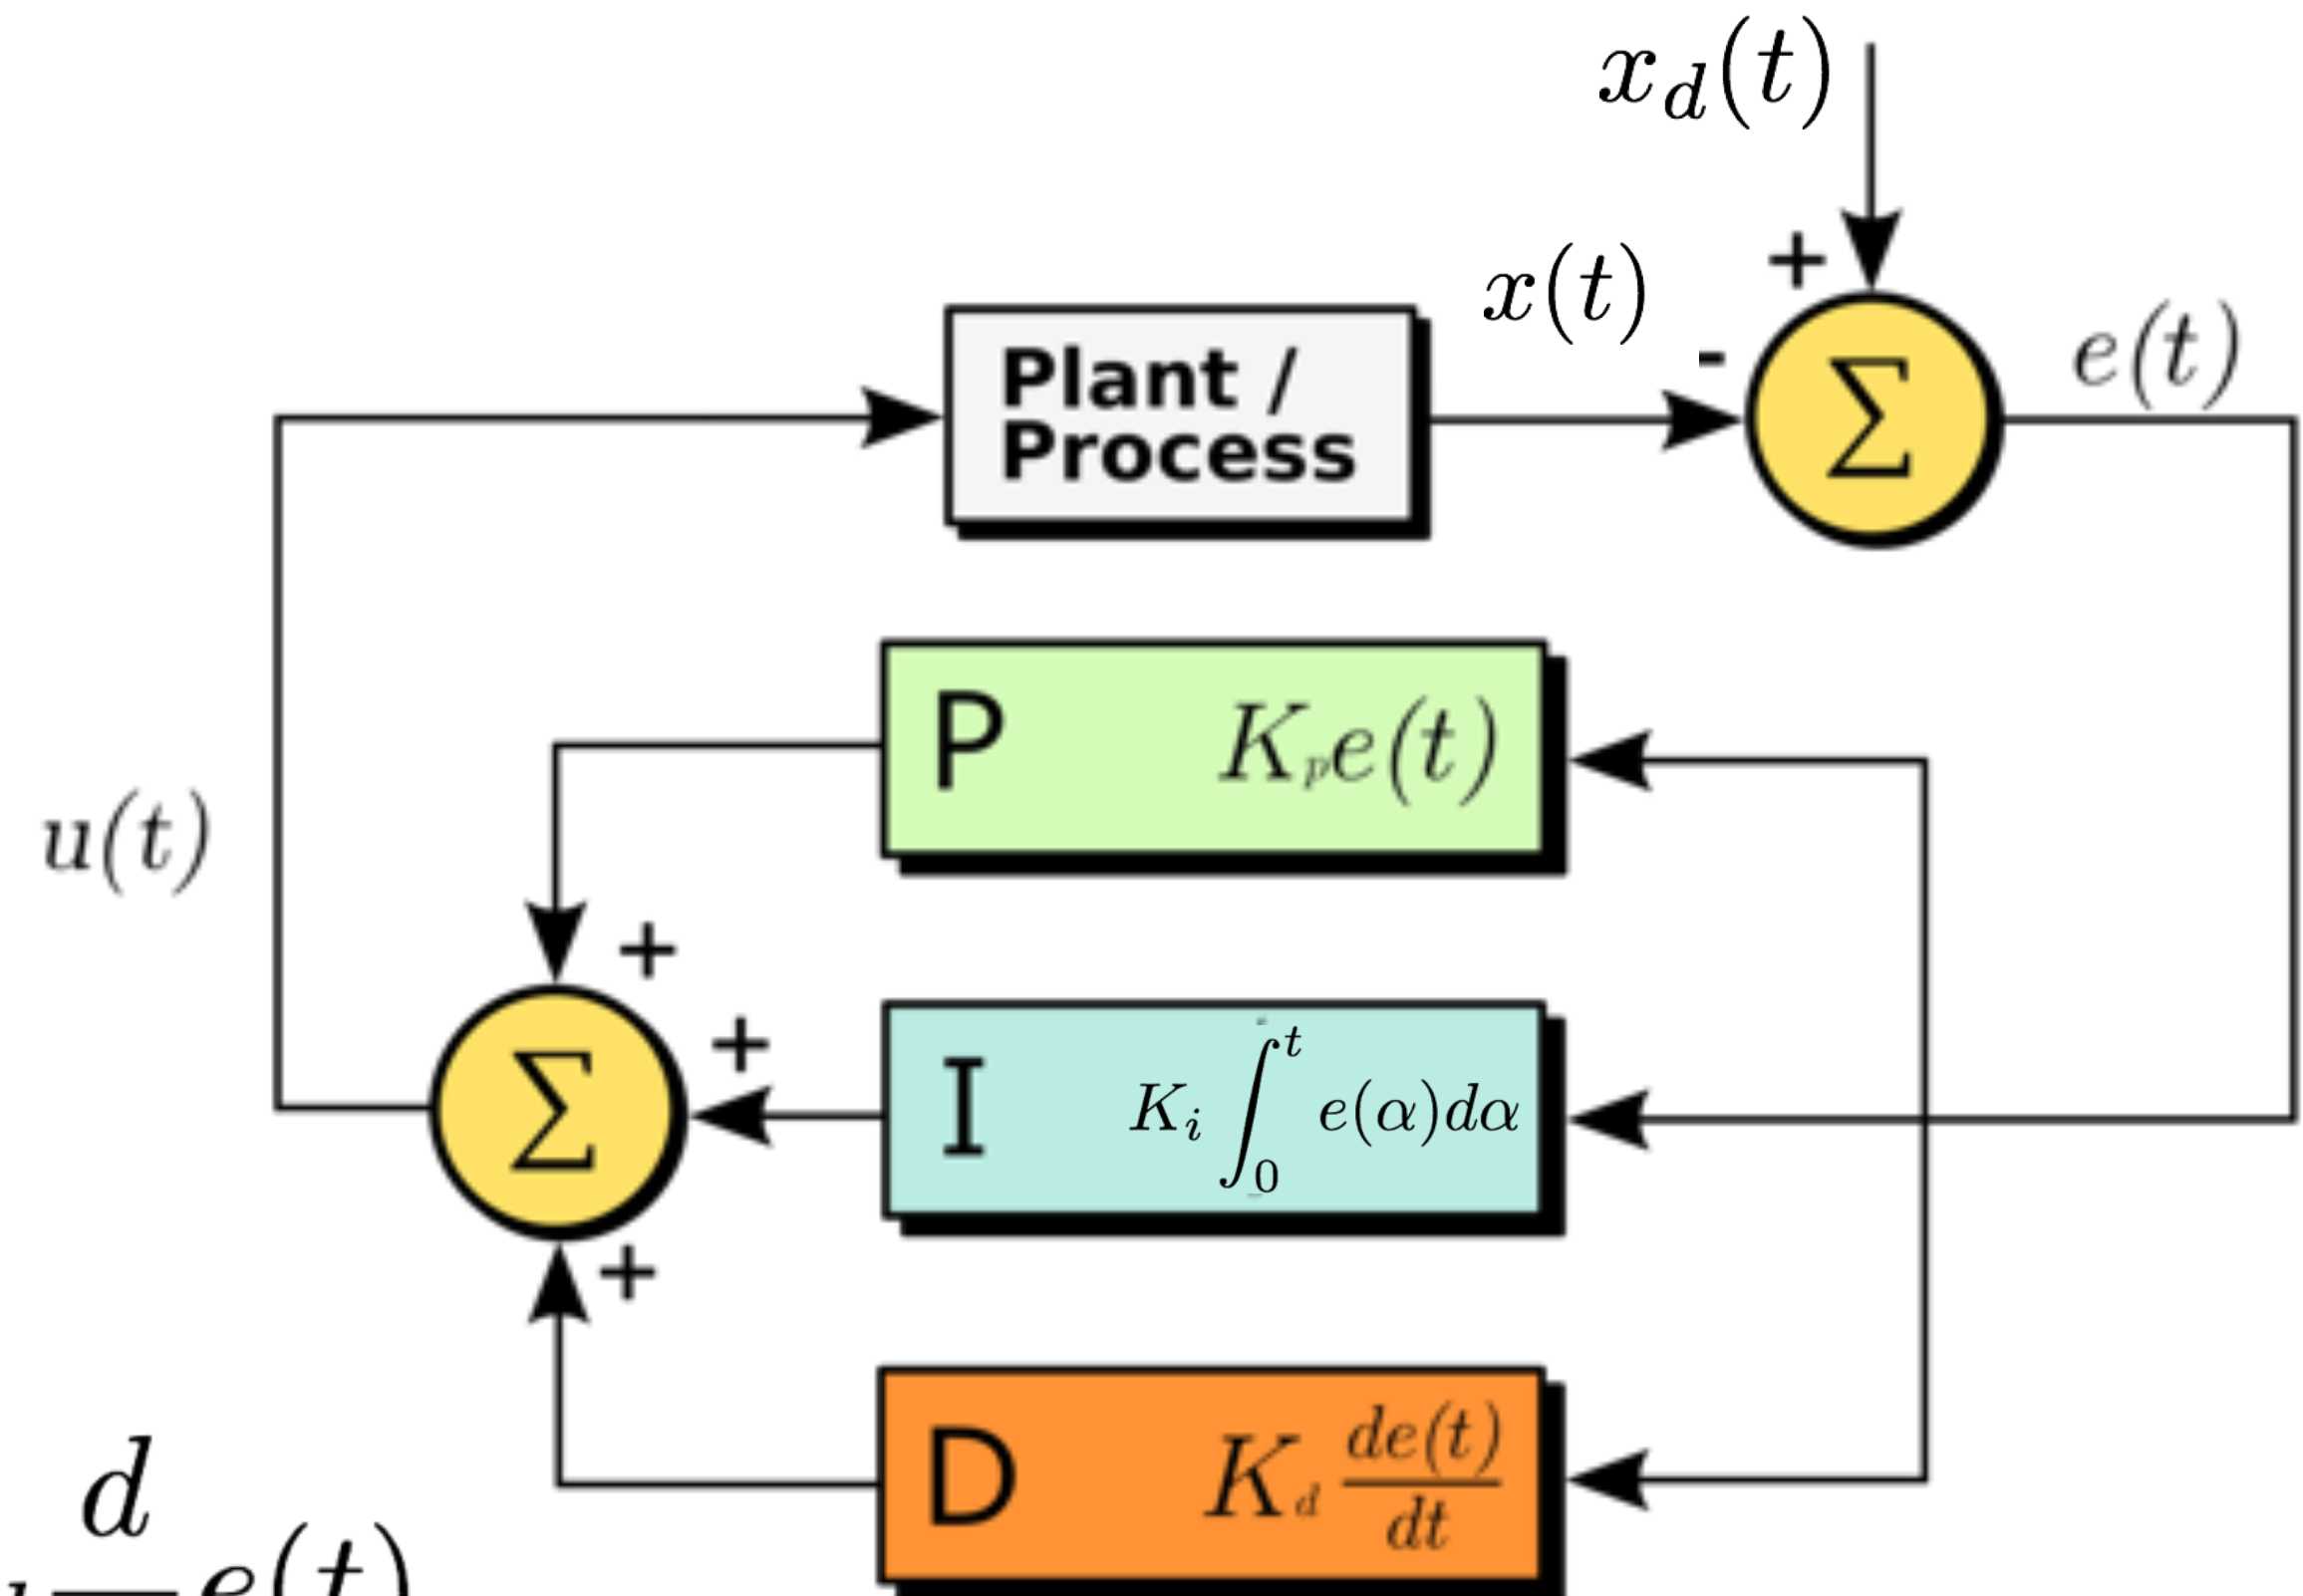 x_d(t)
+
x(t)
-
Σ
e(t)
Plant /
Process
P K_p e(t)
u(t)
+
+
Σ
I K_i ∫_0^t e(α)dα
+
D K_d de(t)/dt
d
e(t)